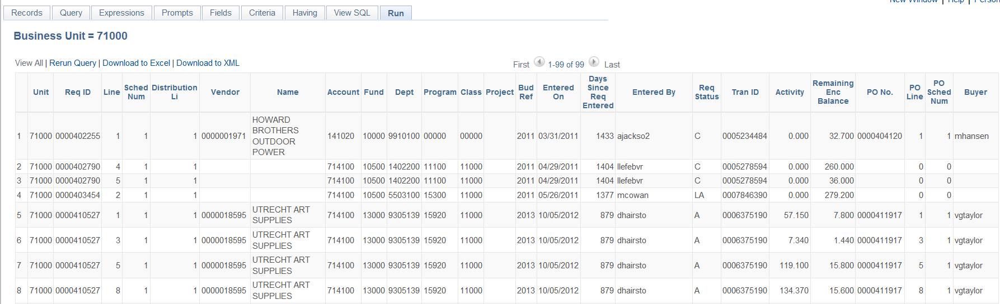 New Window | Help | Person
Records Query Expressions Prompts Fields Criteria Having View SQL Run
Business Unit = 71000
View All | Rerun Query | Download to Excel | Download to XML First 1-99 of 99 Last
Unit Req ID Line Sched Num Distribution Li Vendor Name Account Fund Dept Program Class Project Bud Ref Entered On Days Since Req Entered Entered By Req Status Tran ID Activity Remaining Enc Balance PO No. PO Line PO Sched Num Buyer
1 71000 0000402255 1 1 1 0000001971 HOWARD BROTHERS OUTDOOR POWER 141020 10000 9910100 00000 00000 2011 03/31/2011 1433 ajackso2 C 0005234484 0.000 32.700 0000404120 1 1 mhansen
2 71000 0000402790 4 1 1 714100 10500 1402200 11100 11000 2011 04/29/2011 1404 llefebvr C 0005278594 0.000 260.000 0 0
3 71000 0000402790 5 1 1 714100 10500 1402200 11100 11000 2011 04/29/2011 1404 llefebvr C 0005278594 0.000 36.000 0 0
4 71000 0000403454 2 1 1 714100 10500 5503100 15300 11000 2011 05/26/2011 1377 mcowan LA 0007846390 0.000 279.200 0 0
5 71000 0000410527 1 1 1 0000018595 UTRECHT ART SUPPLIES 714100 13000 9305139 15920 11000 2013 10/05/2012 879 dhairsto A 0006375190 57.150 7.800 0000411917 1 1 vgtaylor
6 71000 0000410527 3 1 1 0000018595 UTRECHT ART SUPPLIES 714100 13000 9305139 15920 11000 2013 10/05/2012 879 dhairsto A 0006375190 7.340 1.440 0000411917 3 1 vgtaylor
7 71000 0000410527 5 1 1 0000018595 UTRECHT ART SUPPLIES 714100 13000 9305139 15920 11000 2013 10/05/2012 879 dhairsto A 0006375190 119.100 15.800 0000411917 5 1 vgtaylor
8 71000 0000410527 8 1 1 0000018595 UTRECHT ART SUPPLIES 714100 13000 9305139 15920 11000 2013 10/05/2012 879 dhairsto A 0006375190 134.370 15.600 0000411917 8 1 vgtaylor